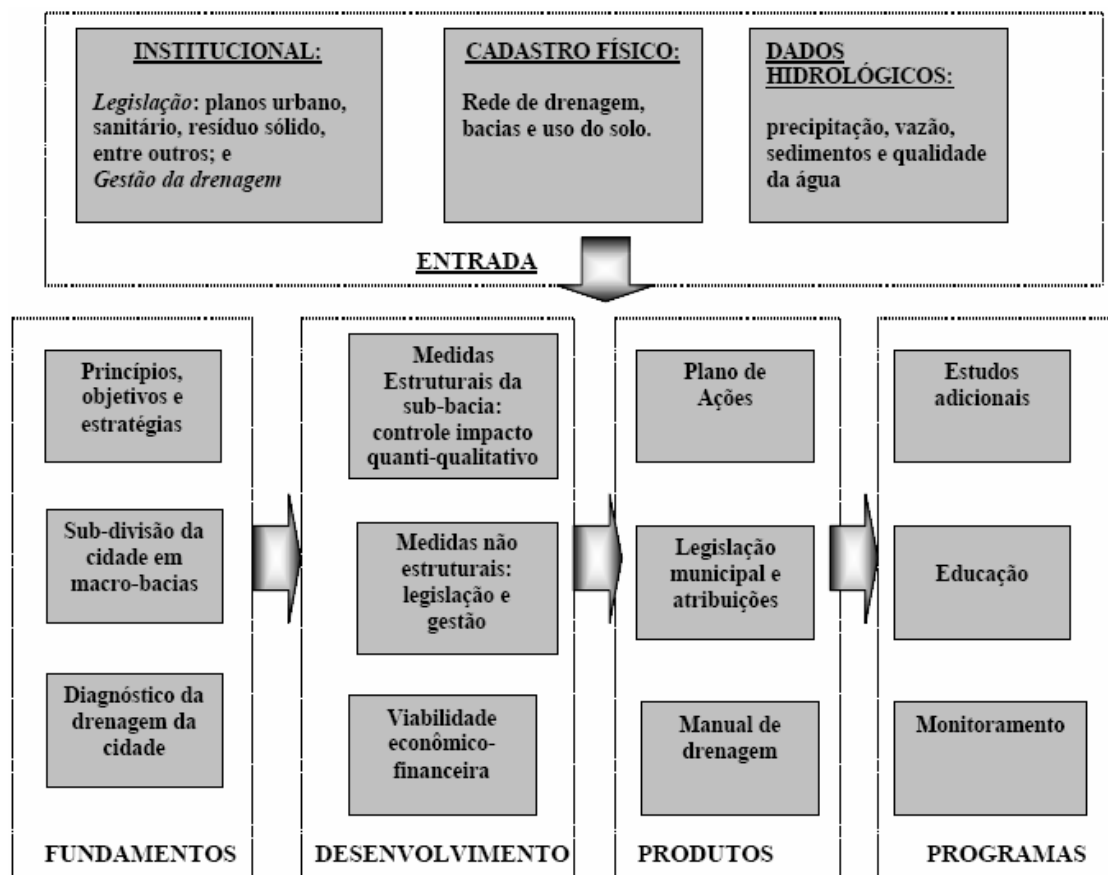 INSTITUCIONAL:
Legislação: planos urbano,
sanitário, resíduo sólido,
entre outros; e
Gestão da drenagem
CADASTRO FÍSICO:
Rede de drenagem,
bacias e uso do solo.
DADOS
HIDROLÓGICOS:
precipitação, vazão,
sedimentos e qualidade
da água
ENTRADA
Princípios,
objetivos e
estratégias
Sub-divisão da
cidade em
macro-bacias
Diagnóstico da
drenagem da
cidade
FUNDAMENTOS
Medidas
Estruturais da
sub-bacia:
controle impacto
quanti-qualitativo
Medidas não
estruturais:
legislação e
gestão
Viabilidade
econômico-
financeira
DESENVOLVIMENTO
Plano de
Ações
Legislação
municipal e
atribuições
Manual de
drenagem
PRODUTOS
Estudos
adicionais
Educação
Monitoramento
PROGRAMAS